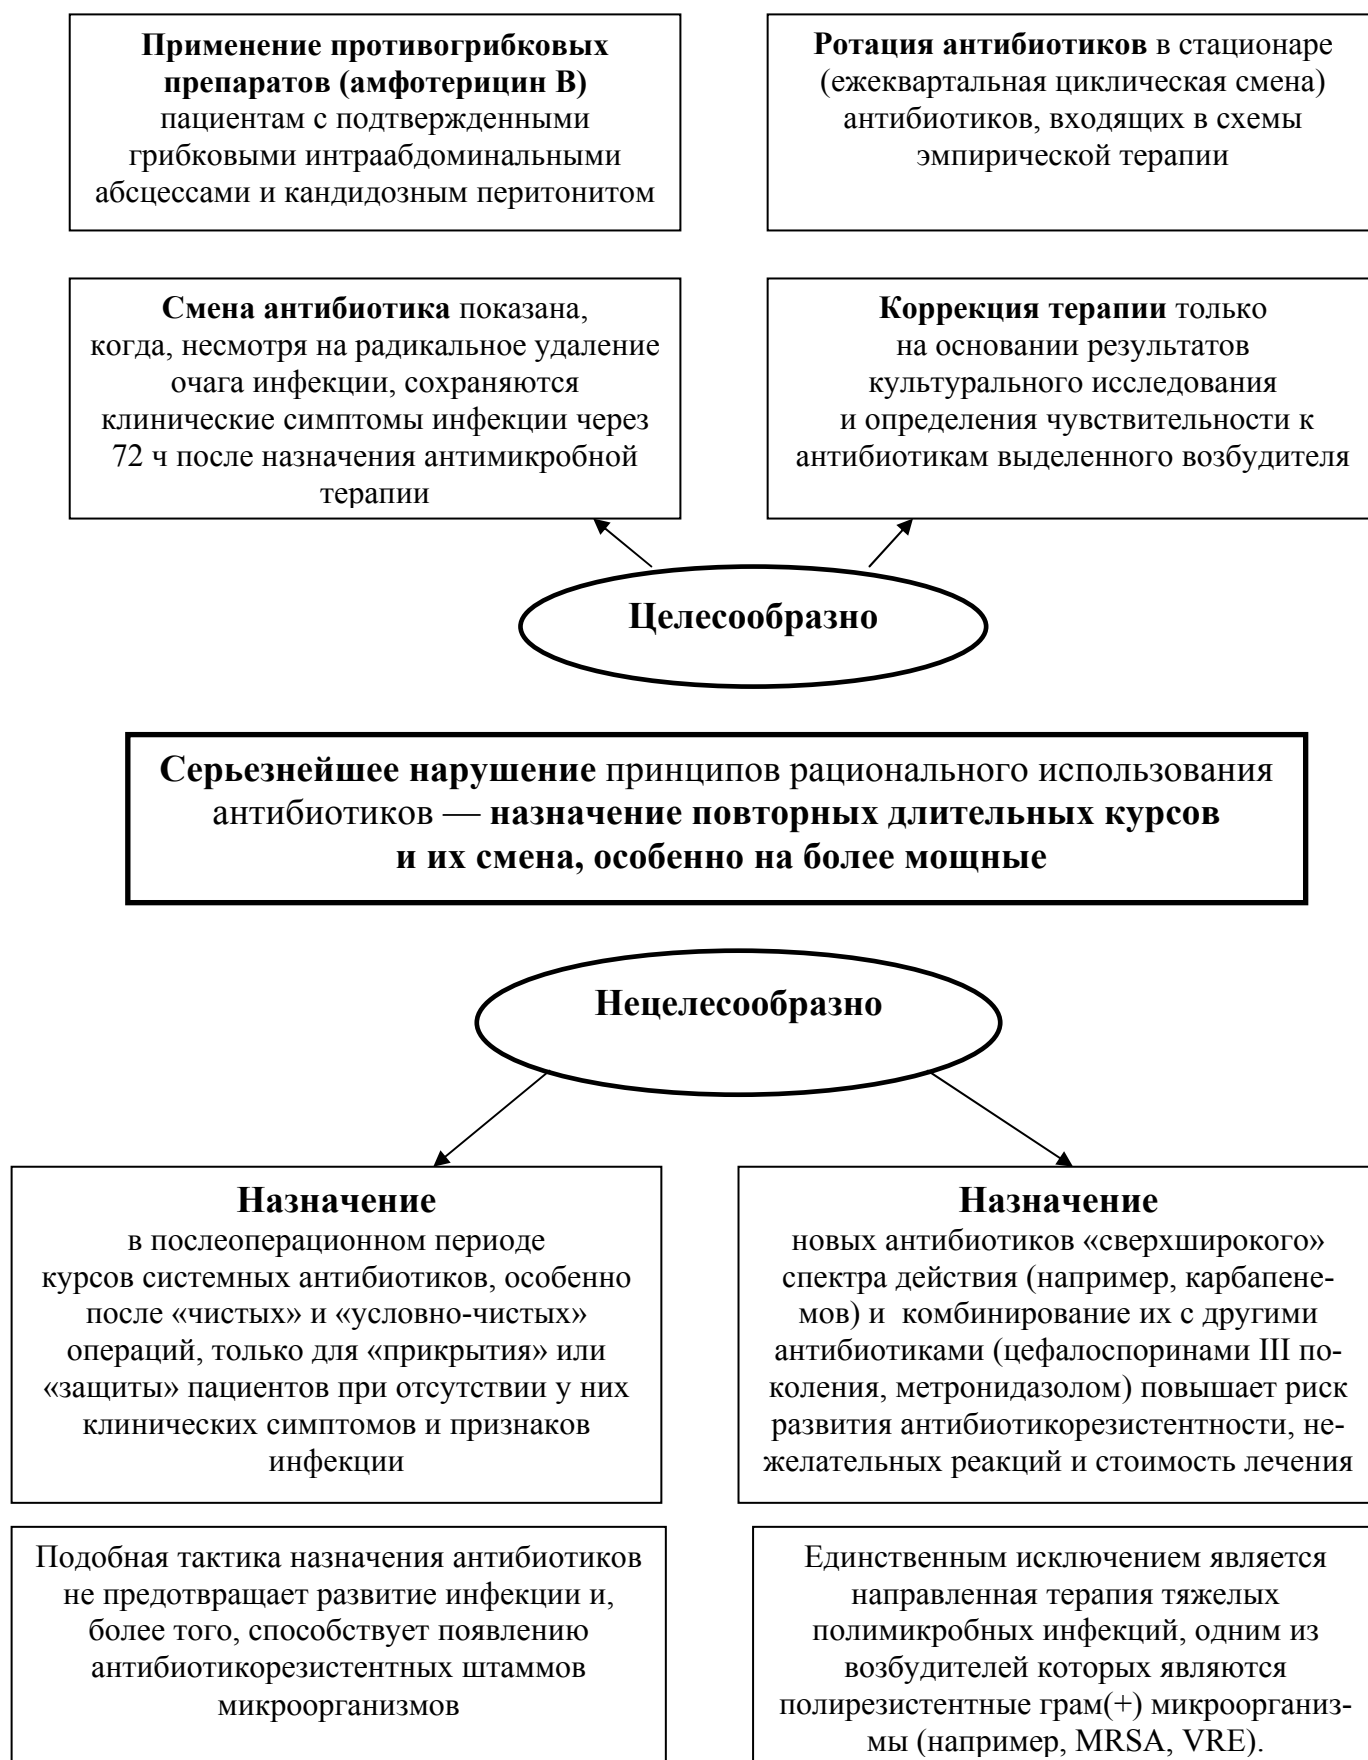 Применение противогрибковых
препаратов (амфотерицин В)
пациентам с подтвержденными
грибковыми интраабдоминальными
абсцессами и кандидозным перитонитом
Ротация антибиотиков в стационаре
(ежеквартальная циклическая смена)
антибиотиков, входящих в схемы
эмпирической терапии
Смена антибиотика показана,
когда, несмотря на радикальное удаление
очага инфекции, сохраняются
клинические симптомы инфекции через
72 ч после назначения антимикробной
терапии
Коррекция терапии только
на основании результатов
культурального исследования
и определения чувствительности к
антибиотикам выделенного возбудителя
Целесообразно
Серьезнейшее нарушение принципов рационального использования
антибиотиков — назначение повторных длительных курсов
и их смена, особенно на более мощные
Нецелесообразно
Назначение
в послеоперационном периоде
курсов системных антибиотиков, особенно
после «чистых» и «условно-чистых»
операций, только для «прикрытия» или
«защиты» пациентов при отсутствии у них
клинических симптомов и признаков
инфекции
Назначение
новых антибиотиков «сверхширокого»
спектра действия (например, карбапене-
мов) и комбинирование их с другими
антибиотиками (цефалоспоринами III по-
коления, метронидазолом) повышает риск
развития антибиотикорезистентности, не-
желательных реакций и стоимость лечения
Подобная тактика назначения антибиотиков
не предотвращает развитие инфекции и,
более того, способствует появлению
антибиотикорезистентных штаммов
микроорганизмов
Единственным исключением является
направленная терапия тяжелых
полимикробных инфекций, одним из
возбудителей которых являются
полирезистентные грам(+) микроорганиз-
мы (например, MRSA, VRE).